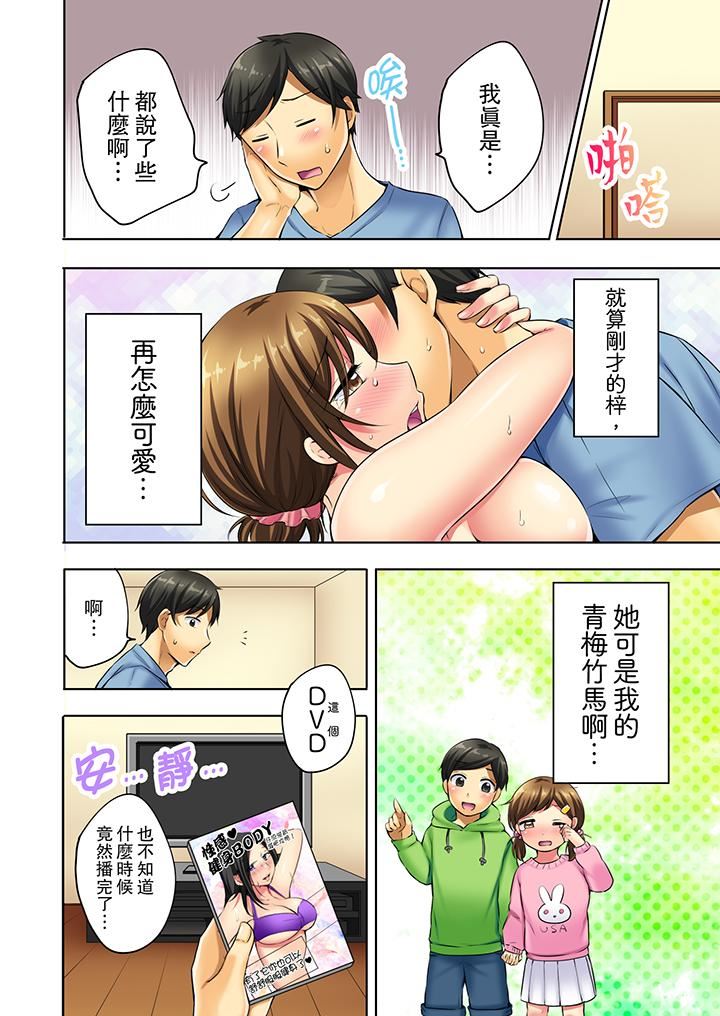 啪
嗒
我真是…
唉——…
都說了些
什麼啊…
就算剛才的梓，
再怎麼可愛…
她可是我的
青梅竹馬啊…
USA
啊…
這個
DVD
安…靜…
性感♥
健身BODY
也不知道
什麼時候
竟然播完了…